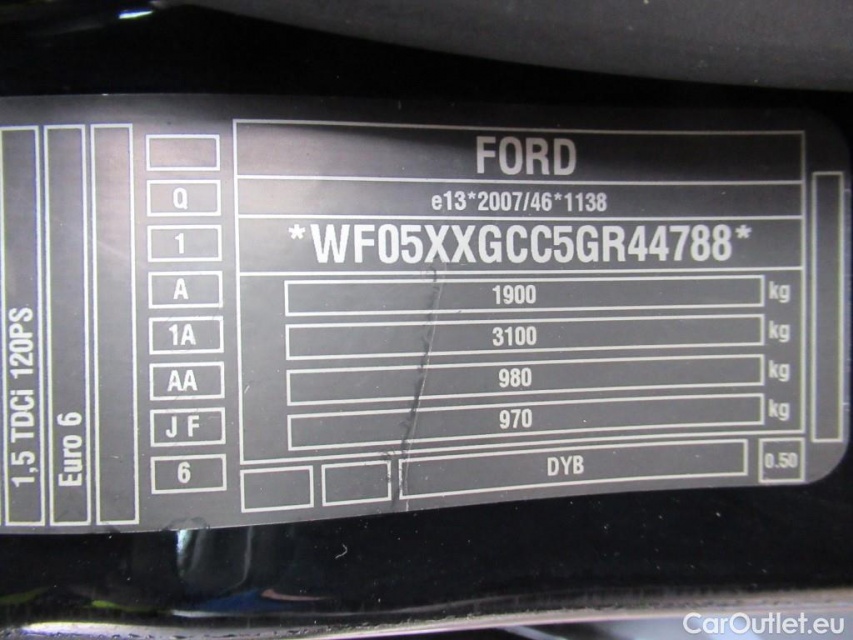 FORD
e13*2007/46*1138
*WF05XXGCC5GR44788*
1900 kg
3100 kg
980 kg
970 kg
DYB 0.50
Q
1
A
1A
AA
J F
6
1,5 TDCi 120PS
Euro 6
CarOutlet.eu